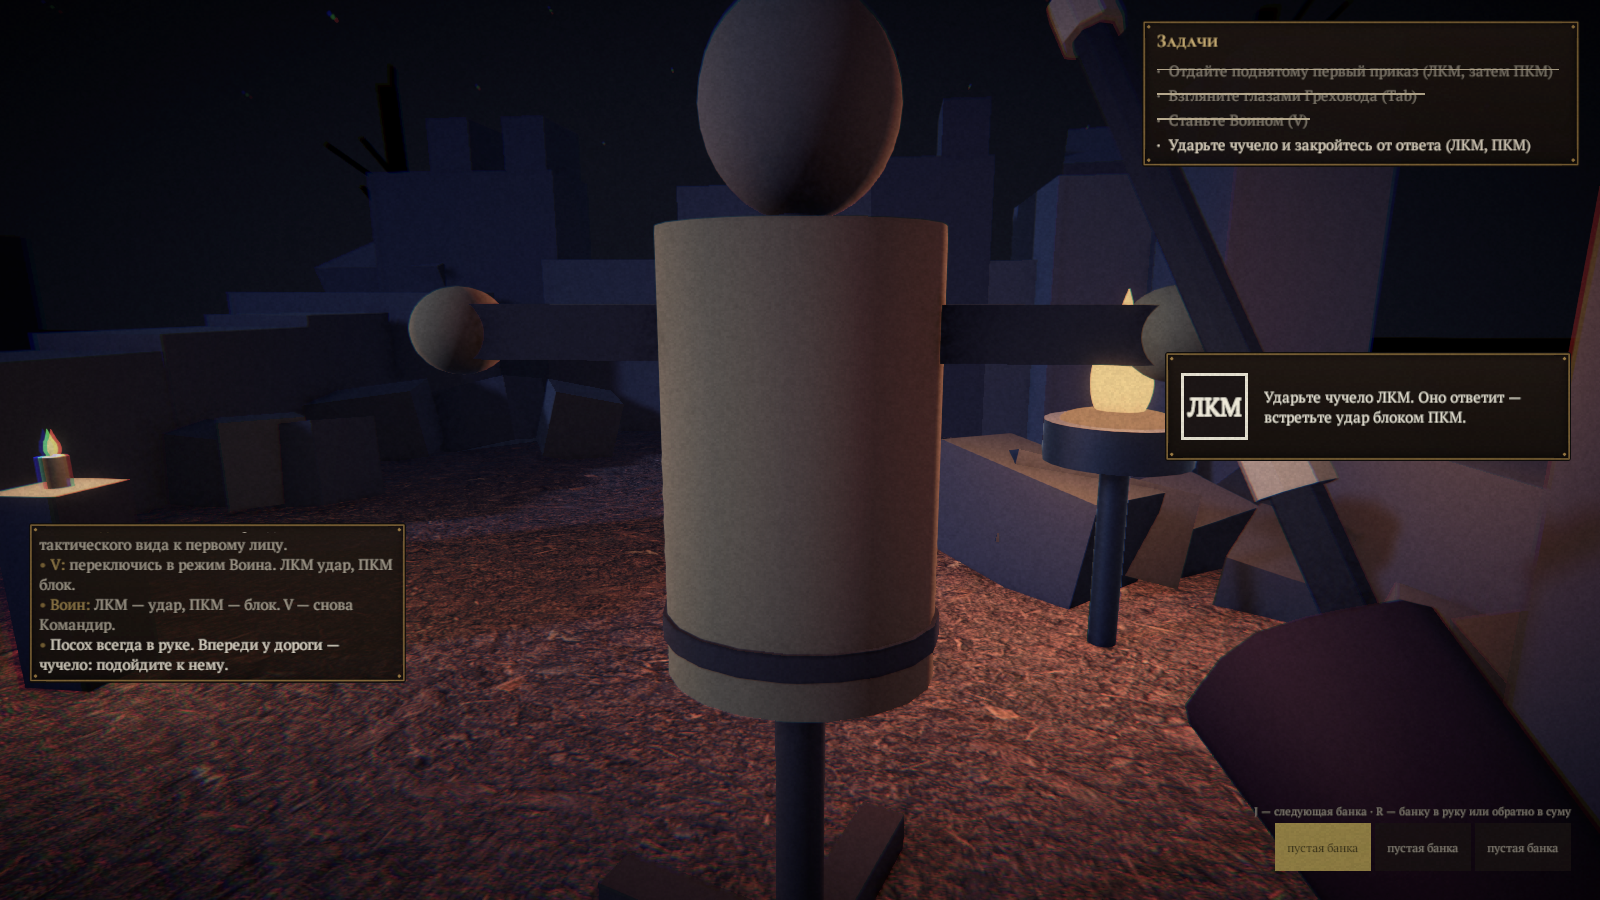 Задачи
· Отдайте поднятому первый приказ (ЛКМ, затем ПКМ)
· Взгляните глазами Греховода (Tab)
· Станьте Воином (V)
· Ударьте чучело и закройтесь от ответа (ЛКМ, ПКМ)
ЛКМ
Ударьте чучело ЛКМ. Оно ответит —
встретьте удар блоком ПКМ.
тактического вида к первому лицу.
• V: переключись в режим Воина. ЛКМ удар, ПКМ
блок.
• Воин: ЛКМ — удар, ПКМ — блок. V — снова
Командир.
• Посох всегда в руке. Впереди у дороги —
чучело: подойдите к нему.
— следующая банка · R — банку в руку или обратно в суму
пустая банка
пустая банка
пустая банка